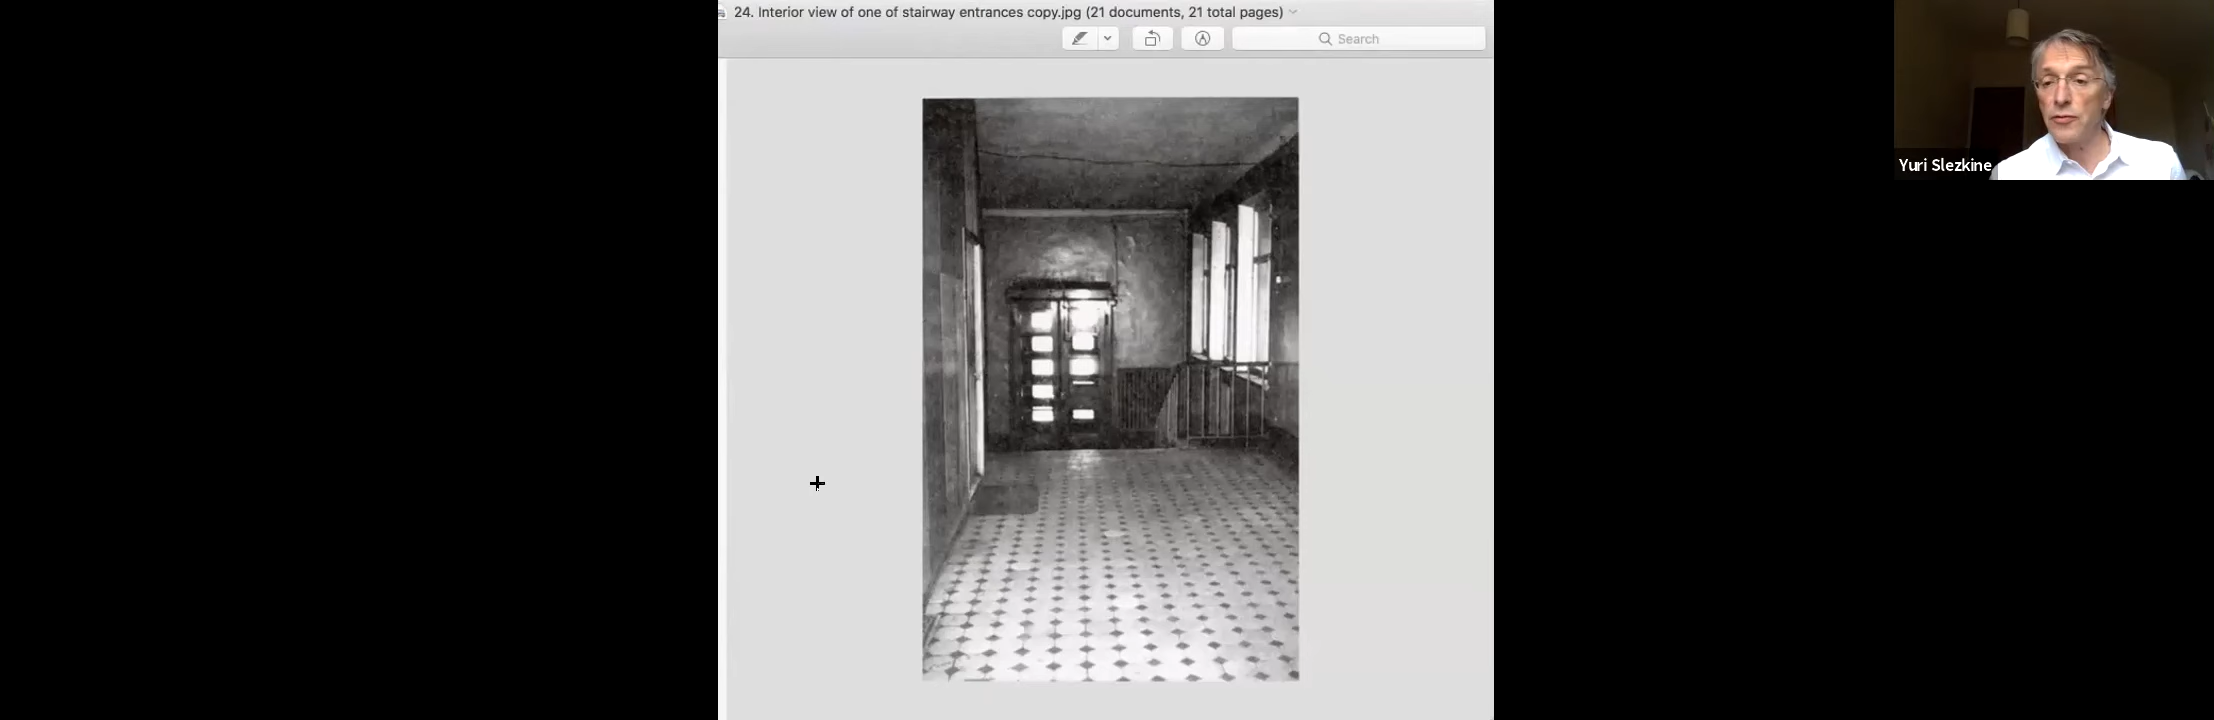 24. Interior view of one of stairway entrances copy.jpg (21 documents, 21 total pages)
Search
Yuri Slezkine